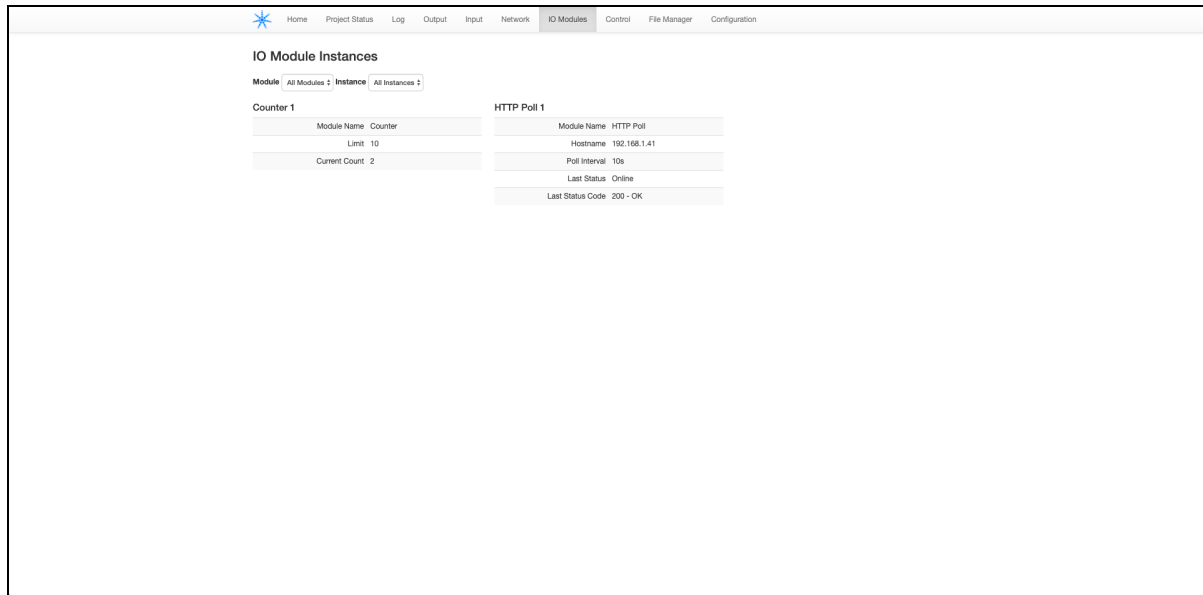 Home Project Status Log Output Input Network IO Modules Control File Manager Configuration
IO Module Instances
Module All Modules Instance All Instances
Counter 1
Module Name Counter
Limit 10
Current Count 2
HTTP Poll 1
Module Name HTTP Poll
Hostname 192.168.1.41
Poll Interval 10s
Last Status Online
Last Status Code 200 - OK